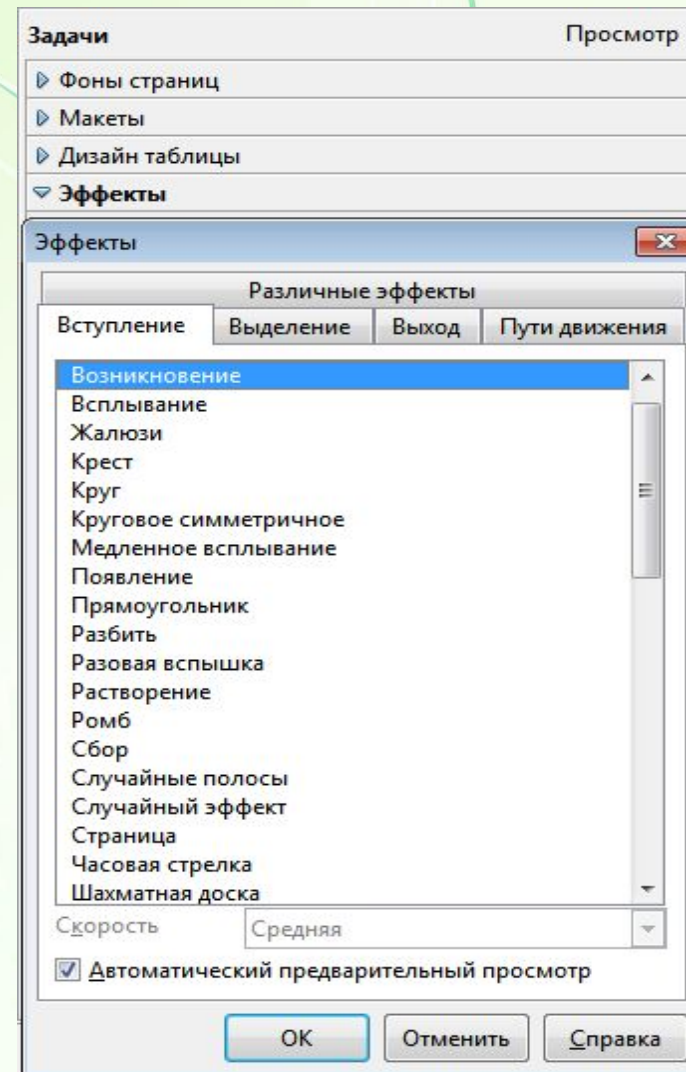 Задачи Просмотр
Фоны страниц
Макеты
Дизайн таблицы
Эффекты
Эффекты
Различные эффекты
Вступление Выделение Выход Пути движения
Возникновение
Всплывание
Жалюзи
Крест
Круг
Круговое симметричное
Медленное всплывание
Появление
Прямоугольник
Разбить
Разовая вспышка
Растворение
Ромб
Сбор
Случайные полосы
Случайный эффект
Страница
Часовая стрелка
Шахматная доска
Скорость Средняя
Автоматический предварительный просмотр
ОК Отменить Справка